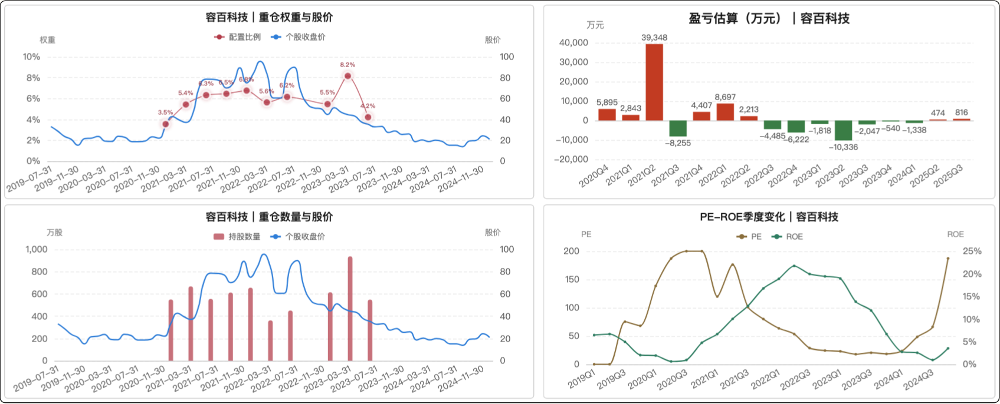 容百科技｜重仓权重与股价
配置比例 个股收盘价
权重 股价
10% 100
8% 80
6% 60
4% 40
2% 20
0% 0
3.5% 5.4% 6.3% 6.5% 6.8% 5.6% 6.2% 5.5% 8.2% 4.2%
2019-07-31 2019-11-30 2020-03-31 2020-07-31 2020-11-30 2021-03-31 2021-07-31 2021-11-30 2022-03-31 2022-07-31 2022-11-30 2023-03-31 2023-07-31 2023-11-30 2024-03-31 2024-07-31 2024-11-30
盈亏估算（万元）｜容百科技
万元
40,000
30,000
20,000
10,000
0
−10,000
−20,000
5,895 2,843 39,348 −8,255 4,407 8,697 2,213 −4,485 −6,222 −1,818 −10,336 −2,047 −540 −1,338 474 816
2020Q4 2021Q1 2021Q2 2021Q3 2021Q4 2022Q1 2022Q2 2022Q3 2022Q4 2023Q1 2023Q2 2023Q3 2023Q4 2024Q1 2025Q2 2025Q3
容百科技｜重仓数量与股价
持股数量 个股收盘价
万股 股价
1,000 100
800 80
600 60
400 40
200 20
0 0
2019-07-31 2019-11-30 2020-03-31 2020-07-31 2020-11-30 2021-03-31 2021-07-31 2021-11-30 2022-03-31 2022-07-31 2022-11-30 2023-03-31 2023-07-31 2023-11-30 2024-03-31 2024-07-31 2024-11-30
PE-ROE季度变化｜容百科技
PE ROE
PE ROE
200 25%
20%
150 15%
100 10%
50 5%
0 0%
2019Q1 2019Q3 2020Q1 2020Q3 2021Q1 2021Q3 2022Q1 2022Q3 2023Q1 2023Q3 2024Q1 2024Q3